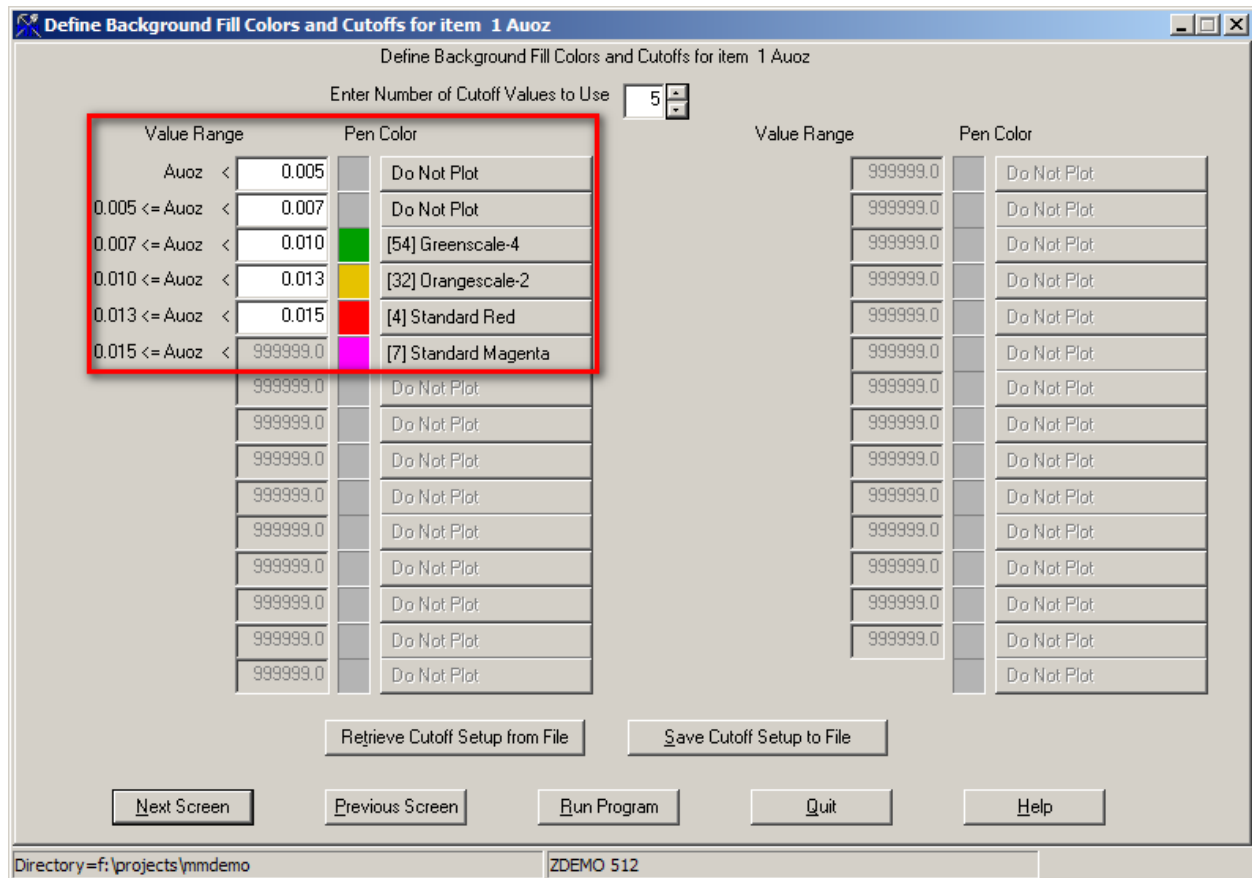 Define Background Fill Colors and Cutoffs for item  1 Auoz
Define Background Fill Colors and Cutoffs for item  1 Auoz
Enter Number of Cutoff Values to Use 5
Value Range Pen Color Value Range Pen Color
Auoz < 0.005 Do Not Plot 999999.0 Do Not Plot
0.005 <= Auoz < 0.007 Do Not Plot 999999.0 Do Not Plot
0.007 <= Auoz < 0.010 [54] Greenscale-4 999999.0 Do Not Plot
0.010 <= Auoz < 0.013 [32] Orangescale-2 999999.0 Do Not Plot
0.013 <= Auoz < 0.015 [4] Standard Red 999999.0 Do Not Plot
0.015 <= Auoz < 999999.0 [7] Standard Magenta 999999.0 Do Not Plot
999999.0 Do Not Plot 999999.0 Do Not Plot
999999.0 Do Not Plot 999999.0 Do Not Plot
999999.0 Do Not Plot 999999.0 Do Not Plot
999999.0 Do Not Plot 999999.0 Do Not Plot
999999.0 Do Not Plot 999999.0 Do Not Plot
999999.0 Do Not Plot 999999.0 Do Not Plot
999999.0 Do Not Plot 999999.0 Do Not Plot
999999.0 Do Not Plot 999999.0 Do Not Plot
999999.0 Do Not Plot Do Not Plot
Retrieve Cutoff Setup from File Save Cutoff Setup to File
Next Screen Previous Screen Run Program Quit Help
Directory=f:\projects\mmdemo ZDEMO 512